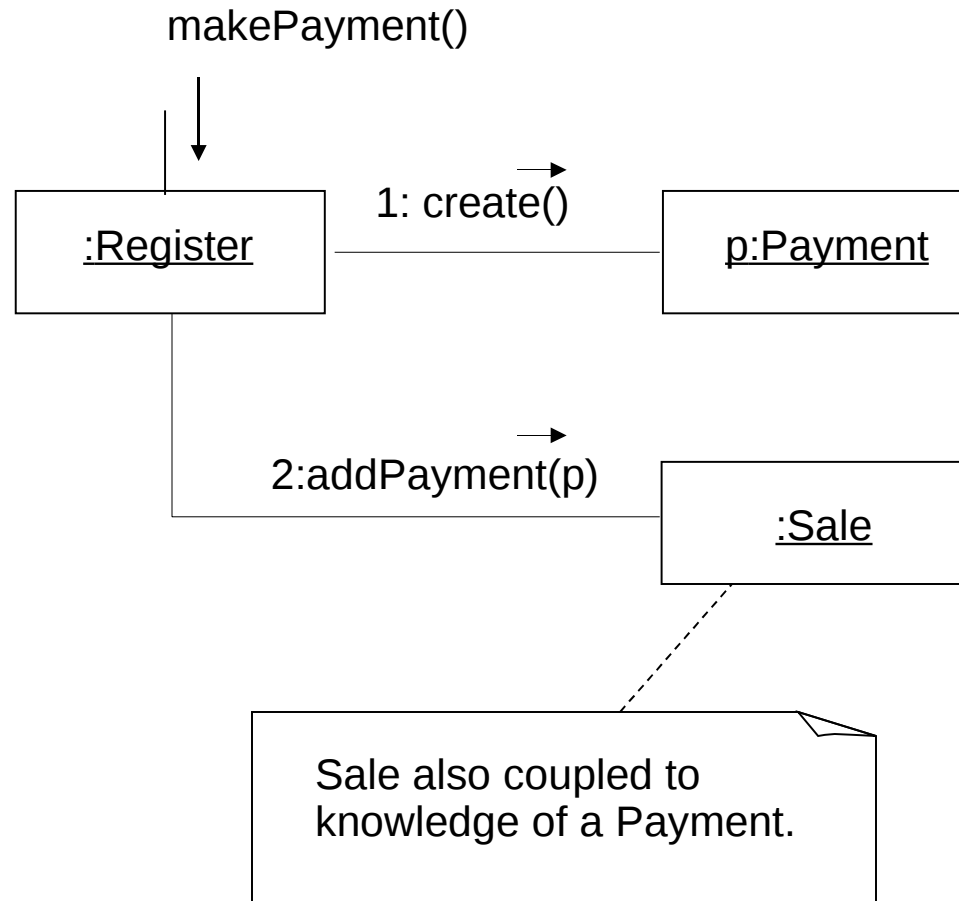 makePayment()
1: create()
:Register
p:Payment
2:addPayment(p)
:Sale
Sale also coupled to
knowledge of a Payment.